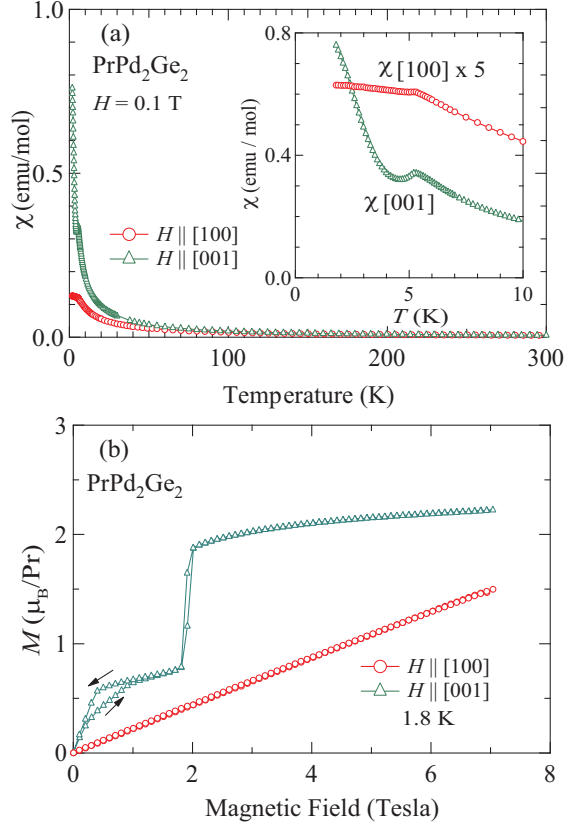 (a)
PrPd2Ge2
H = 0.1 T
χ (emu/mol)
1.0
0.5
0.0
0
100
200
300
Temperature (K)
H || [100]
H || [001]
χ [100] x 5
χ [001]
χ (emu / mol)
0.8
0.4
0.0
0
5
10
T (K)
(b)
PrPd2Ge2
M (μB/Pr)
3
2
1
0
0
2
4
6
8
Magnetic Field (Tesla)
H || [100]
H || [001]
1.8 K